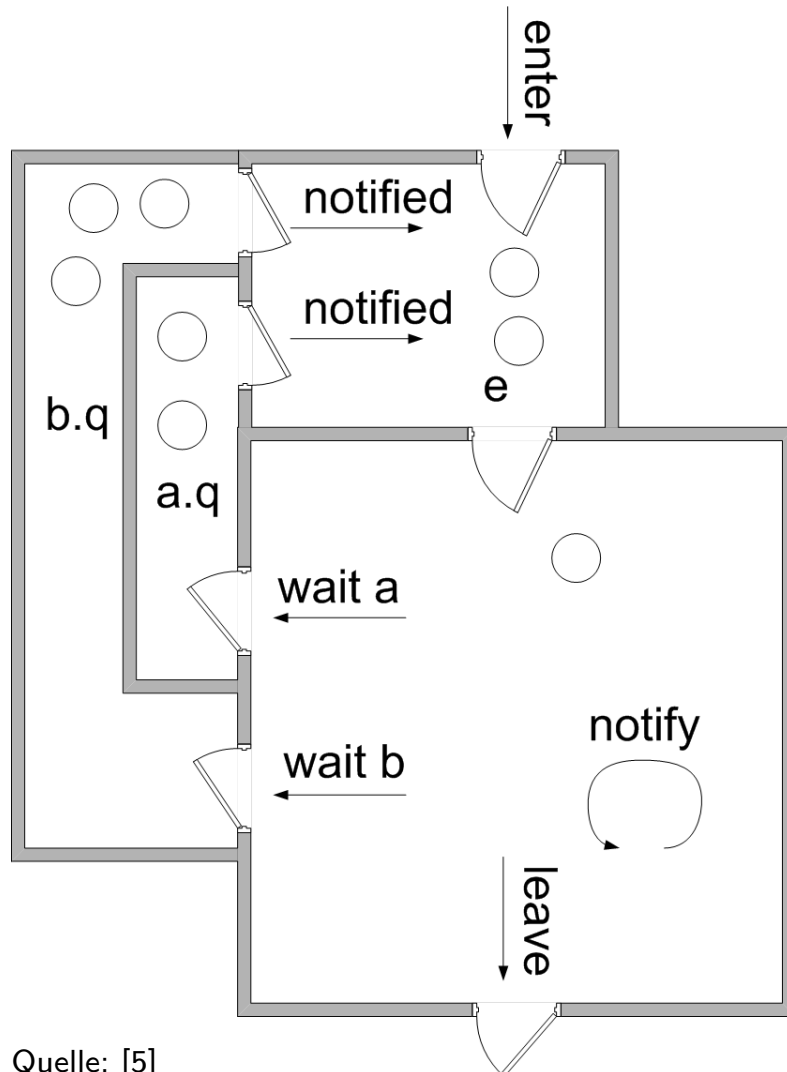 enter
notified
notified
e
b.q
a.q
wait a
notify
wait b
leave
Quelle: [5]